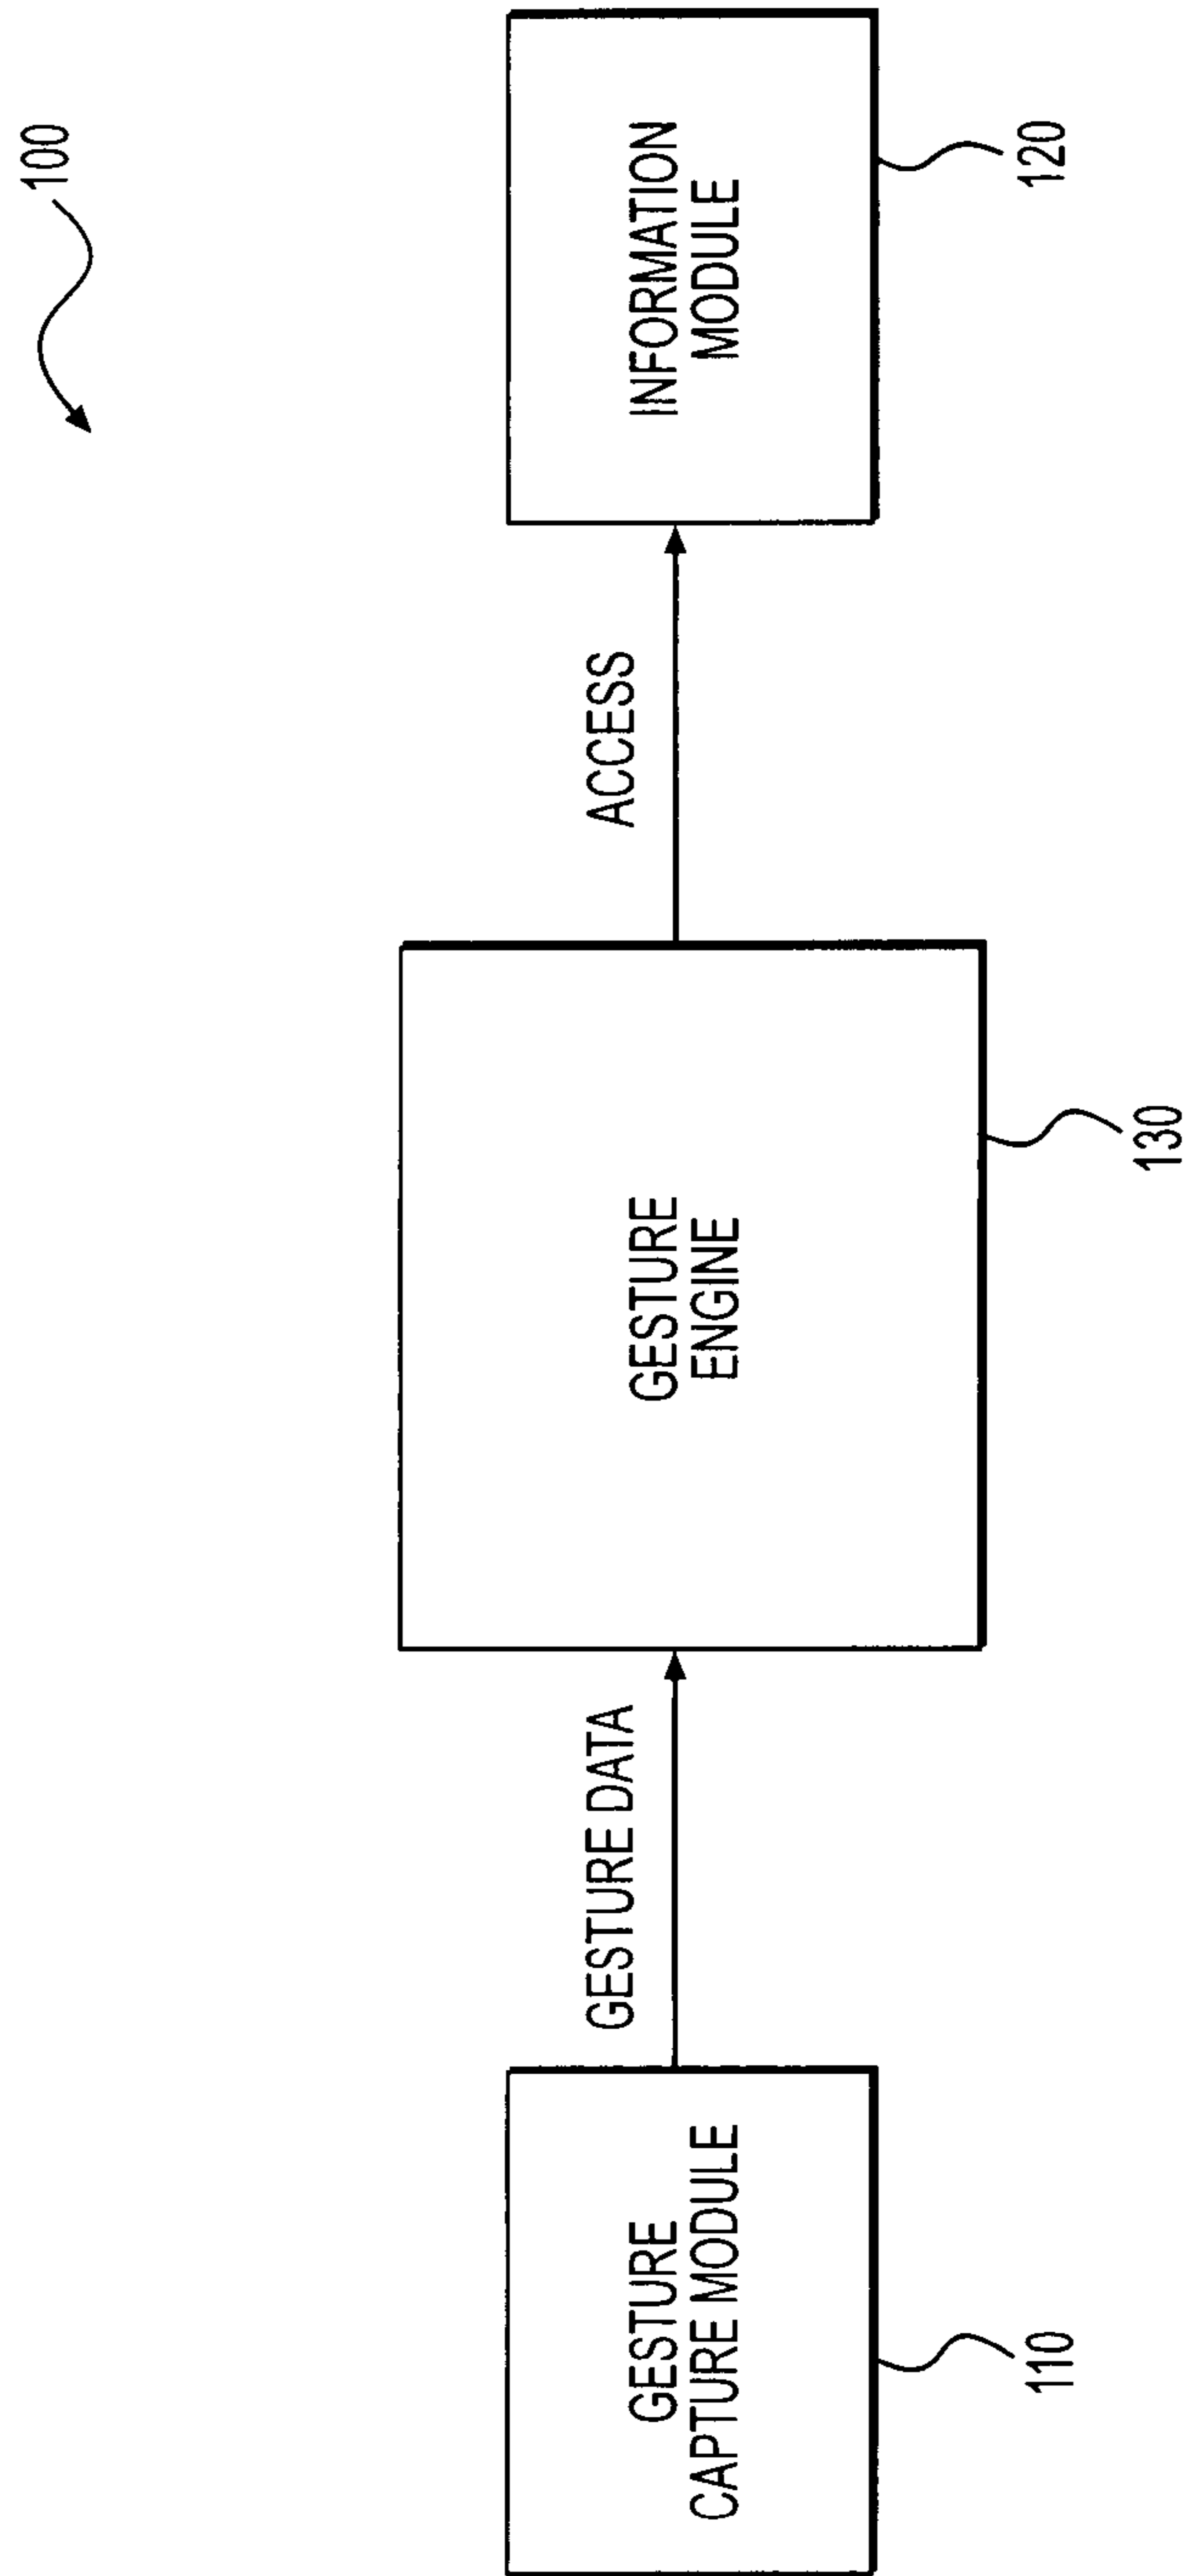 100
GESTURE
CAPTURE MODULE
110
GESTURE DATA
GESTURE
ENGINE
130
ACCESS
INFORMATION
MODULE
120